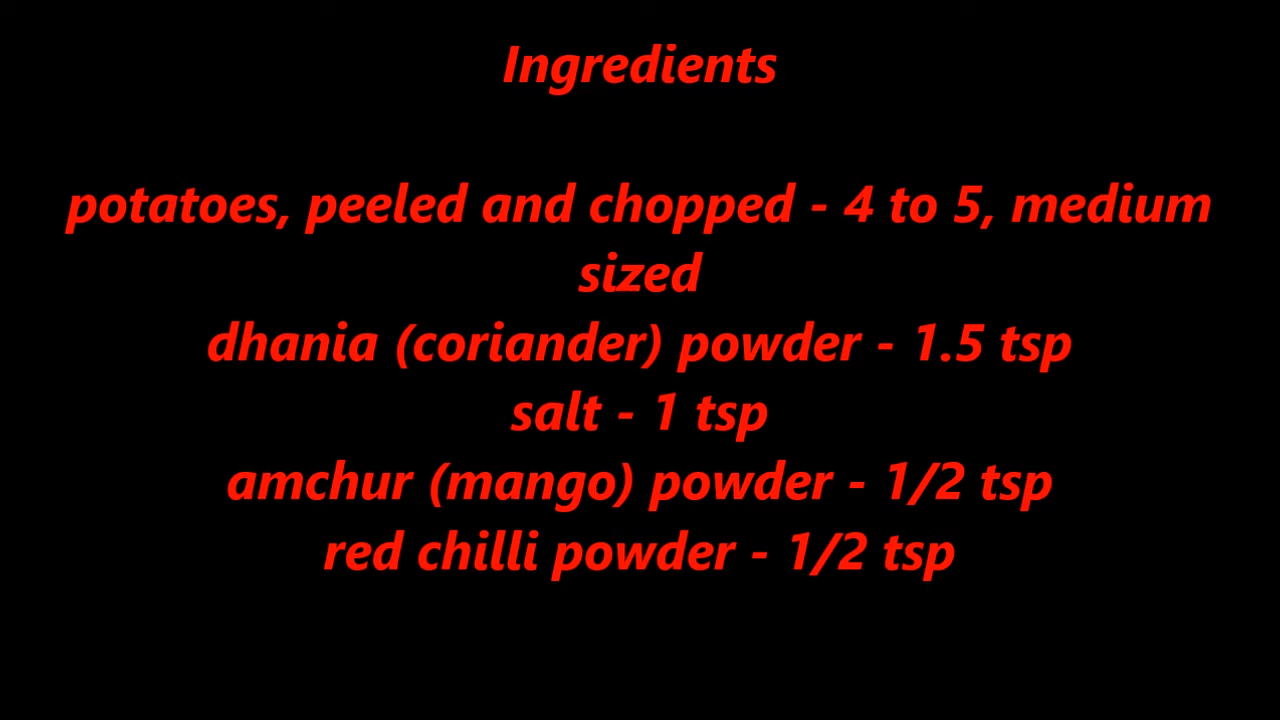 Ingredients
potatoes, peeled and chopped - 4 to 5, medium
sized
dhania (coriander) powder - 1.5 tsp
salt - 1 tsp
amchur (mango) powder - 1/2 tsp
red chilli powder - 1/2 tsp